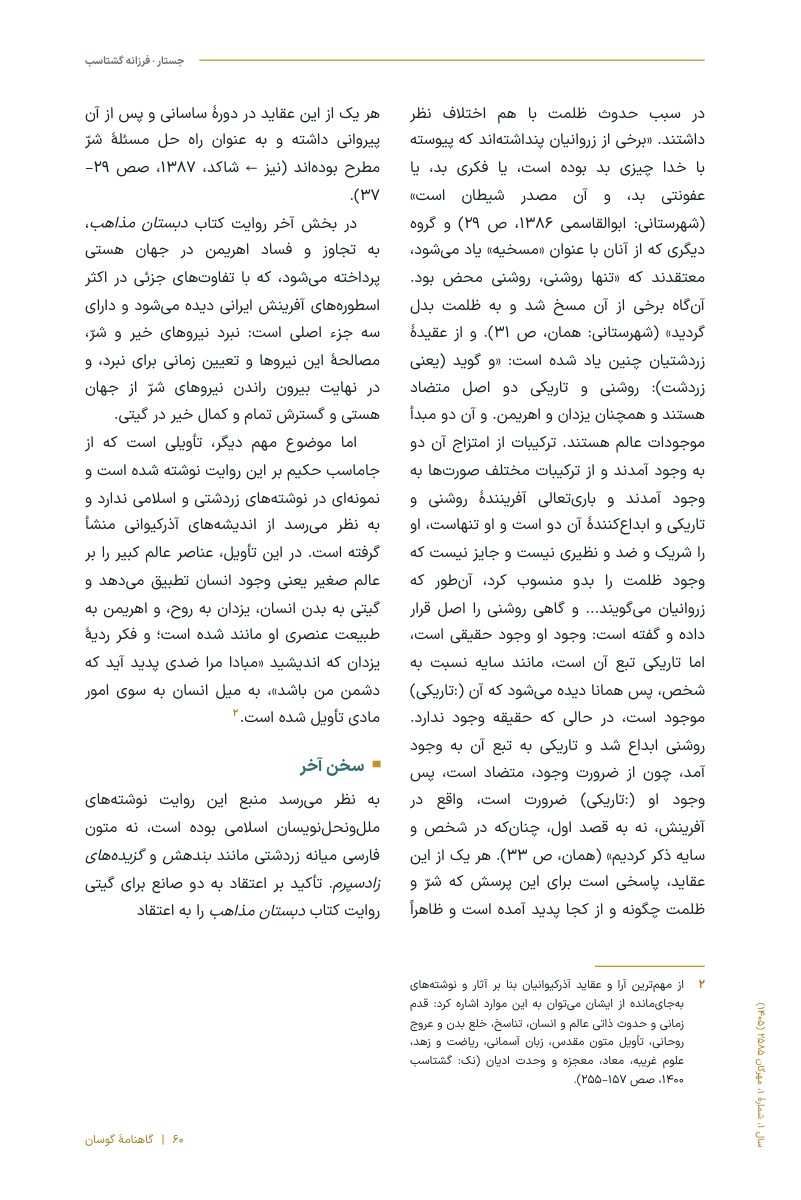 جستار · فرزانه گشتاسب
در سبب حدوث ظلمت با هم اختلاف نظر
داشتند. «برخی از زروانیان پنداشته‌اند که پیوسته
با خدا چیزی بد بوده است، یا فکری بد، یا
عفونتی بد، و آن مصدر شیطان است»
(شهرستانی: ابوالقاسمی ۱۳۸۶، ص ۲۹) و گروه
دیگری که از آنان با عنوان «مسخیه» یاد می‌شود،
معتقدند که «تنها روشنی، روشنی محض بود.
آن‌گاه برخی از آن مسخ شد و به ظلمت بدل
گردید» (شهرستانی: همان، ص ۳۱). و از عقیدۀ
زردشتیان چنین یاد شده است: «و گوید (یعنی
زردشت): روشنی و تاریکی دو اصل متضاد
هستند و همچنان یزدان و اهریمن. و آن دو مبدأ
موجودات عالم هستند. ترکیبات از امتزاج آن دو
به وجود آمدند و از ترکیبات مختلف صورت‌ها به
وجود آمدند و باری‌تعالی آفرینندۀ روشنی و
تاریکی و ابداع‌کنندۀ آن دو است و او تنهاست، او
را شریک و ضد و نظیری نیست و جایز نیست که
وجود ظلمت را بدو منسوب کرد، آن‌طور که
زروانیان می‌گویند... و گاهی روشنی را اصل قرار
داده و گفته است: وجود او وجود حقیقی است،
اما تاریکی تبع آن است، مانند سایه نسبت به
شخص، پس همانا دیده می‌شود که آن (:تاریکی)
موجود است، در حالی که حقیقه وجود ندارد.
روشنی ابداع شد و تاریکی به تبع آن به وجود
آمد، چون از ضرورت وجود، متضاد است، پس
وجود او (:تاریکی) ضرورت است، واقع در
آفرینش، نه به قصد اول، چنان‌که در شخص و
سایه ذکر کردیم» (همان، ص ۳۳). هر یک از این
عقاید، پاسخی است برای این پرسش که شرّ و
ظلمت چگونه و از کجا پدید آمده است و ظاهراً
هر یک از این عقاید در دورۀ ساسانی و پس از آن
پیروانی داشته و به عنوان راه حل مسئلۀ شرّ
مطرح بوده‌اند (نیز ← شاکد، ۱۳۸۷، صص ۲۹–
۳۷).
در بخش آخر روایت کتاب دبستان مذاهب،
به تجاوز و فساد اهریمن در جهان هستی
پرداخته می‌شود، که با تفاوت‌های جزئی در اکثر
اسطوره‌های آفرینش ایرانی دیده می‌شود و دارای
سه جزء اصلی است: نبرد نیروهای خیر و شرّ،
مصالحۀ این نیروها و تعیین زمانی برای نبرد، و
در نهایت بیرون راندن نیروهای شرّ از جهان
هستی و گسترش تمام و کمال خیر در گیتی.
اما موضوع مهم دیگر، تأویلی است که از
جاماسب حکیم بر این روایت نوشته شده است و
نمونه‌ای در نوشته‌های زردشتی و اسلامی ندارد و
به نظر می‌رسد از اندیشه‌های آذرکیوانی منشأ
گرفته است. در این تأویل، عناصر عالم کبیر را بر
عالم صغیر یعنی وجود انسان تطبیق می‌دهد و
گیتی به بدن انسان، یزدان به روح، و اهریمن به
طبیعت عنصری او مانند شده است؛ و فکر ردیۀ
یزدان که اندیشید «مبادا مرا ضدی پدید آید که
دشمن من باشد»، به میل انسان به سوی امور
مادی تأویل شده است.۲
سخن آخر
به نظر می‌رسد منبع این روایت نوشته‌های
ملل‌ونحل‌نویسان اسلامی بوده است، نه متون
فارسی میانه زردشتی مانند بندهش و گزیده‌های
زادسپرم. تأکید بر اعتقاد به دو صانع برای گیتی
روایت کتاب دبستان مذاهب را به اعتقاد
۲ از مهم‌ترین آرا و عقاید آذرکیوانیان بنا بر آثار و نوشته‌های
به‌جای‌مانده از ایشان می‌توان به این موارد اشاره کرد: قدم
زمانی و حدوث ذاتی عالم و انسان، تناسخ، خلع بدن و عروج
روحانی، تأویل متون مقدس، زبان آسمانی، ریاضت و زهد،
علوم غریبه، معاد، معجزه و وحدت ادیان (نک: گشتاسب
۱۴۰۰، صص ۱۵۷–۲۵۵).
سال ۱، شمارۀ ۱، مهرگان ۲۵۸۵ (۱۴۰۵)
۶۰ | گاهنامۀ گوسان